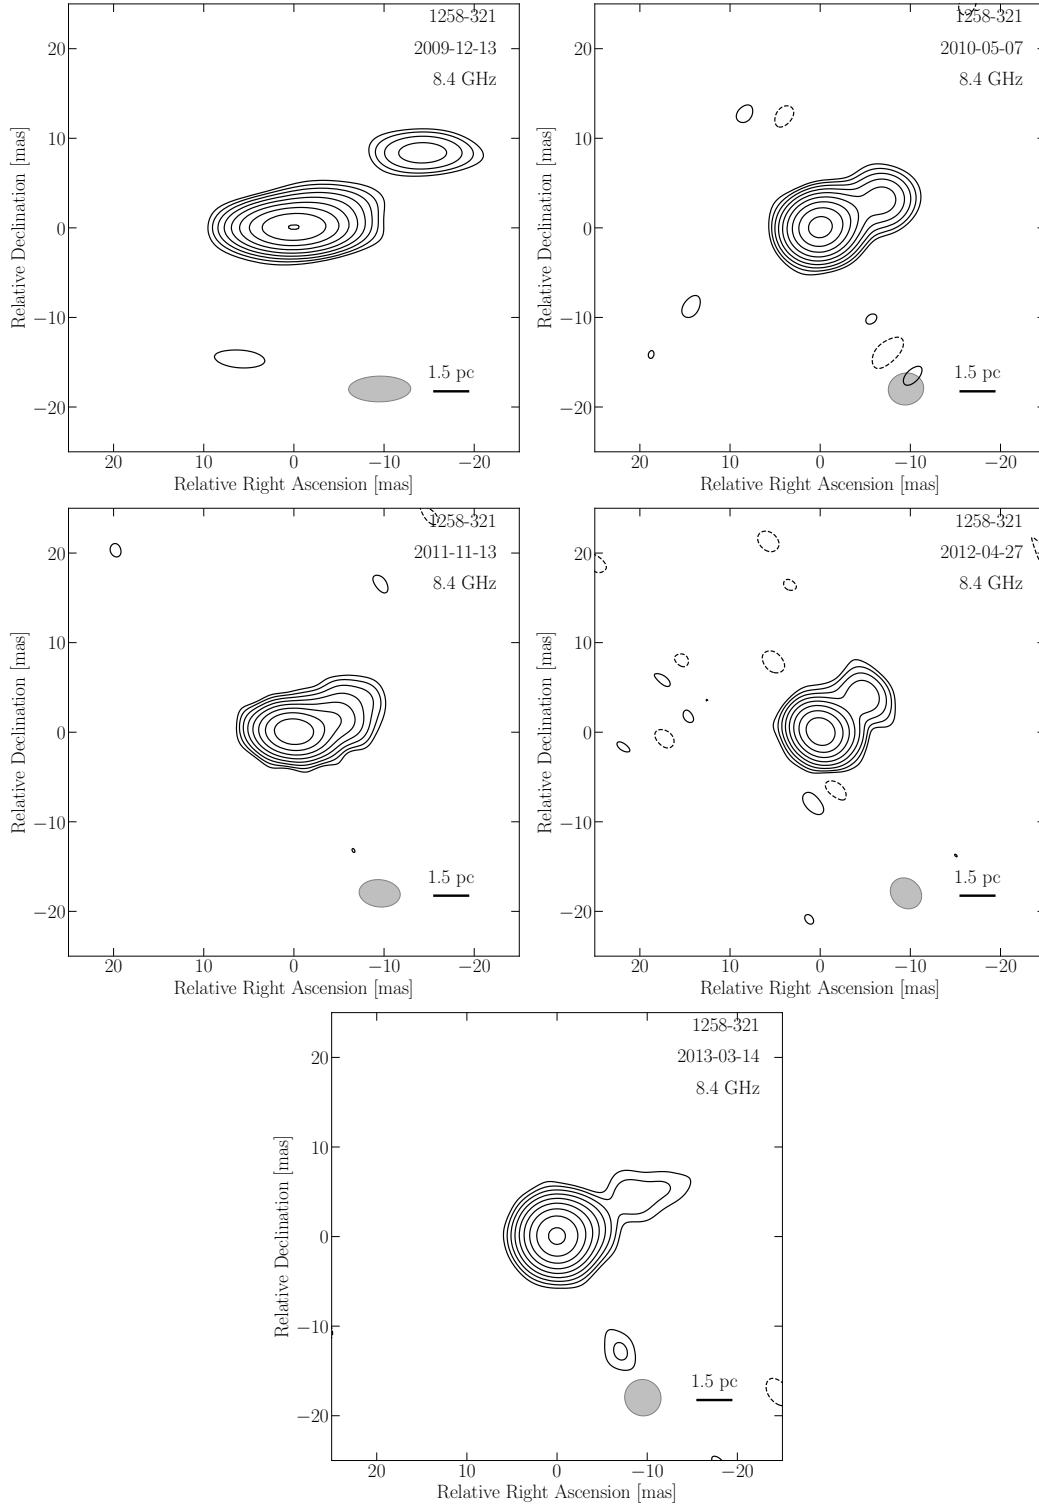 1258-321
2009-12-13
8.4 GHz
20
10
0
−10
−20
Relative Declination [mas]
1.5 pc
20 10 0 −10 −20
Relative Right Ascension [mas]
1258-321
2010-05-07
8.4 GHz
20
10
0
−10
−20
Relative Declination [mas]
1.5 pc
20 10 0 −10 −20
Relative Right Ascension [mas]
1258-321
2011-11-13
8.4 GHz
20
10
0
−10
−20
Relative Declination [mas]
1.5 pc
20 10 0 −10 −20
Relative Right Ascension [mas]
1258-321
2012-04-27
8.4 GHz
20
10
0
−10
−20
Relative Declination [mas]
1.5 pc
20 10 0 −10 −20
Relative Right Ascension [mas]
1258-321
2013-03-14
8.4 GHz
20
10
0
−10
−20
Relative Declination [mas]
1.5 pc
20 10 0 −10 −20
Relative Right Ascension [mas]